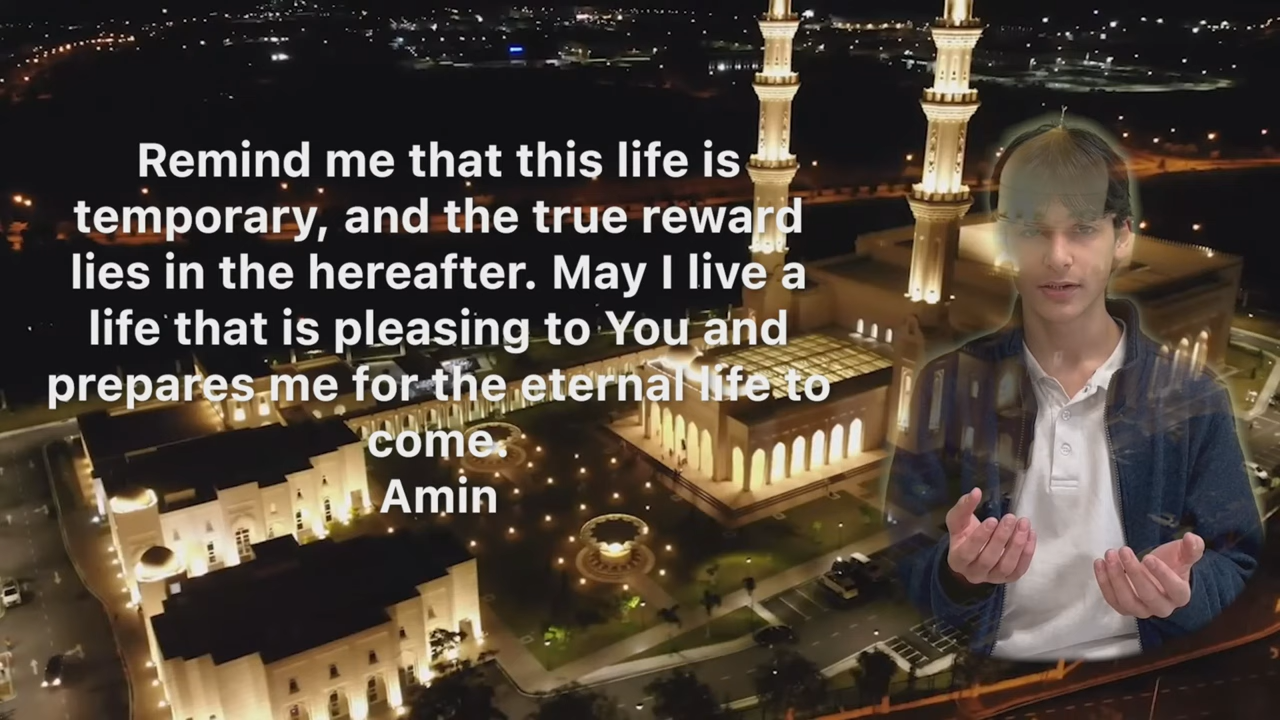 Remind me that this life is
temporary, and the true reward
lies in the hereafter. May I live a
life that is pleasing to You and
prepares me for the eternal life to
come.
Amin